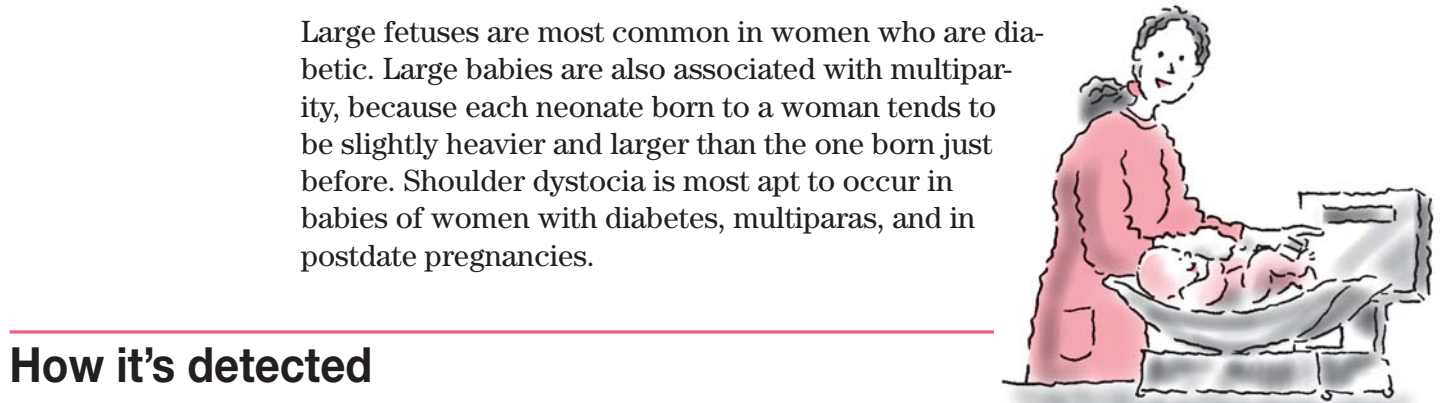 Large fetuses are most common in women who are dia-
betic. Large babies are also associated with multipar-
ity, because each neonate born to a woman tends to
be slightly heavier and larger than the one born just
before. Shoulder dystocia is most apt to occur in
babies of women with diabetes, multiparas, and in
postdate pregnancies.
How it’s detected